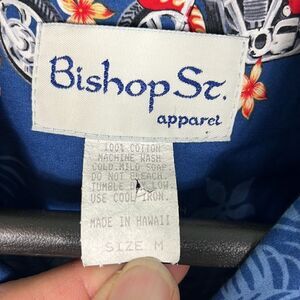 Bishop St.
apparel
100% COTTON
MACHINE WASH
COLD.MILD SOAP
DO NOT BLEACH.
TUMBLE DRY LOW.
USE COOL IRON.
MADE IN HAWAII
SIZE M